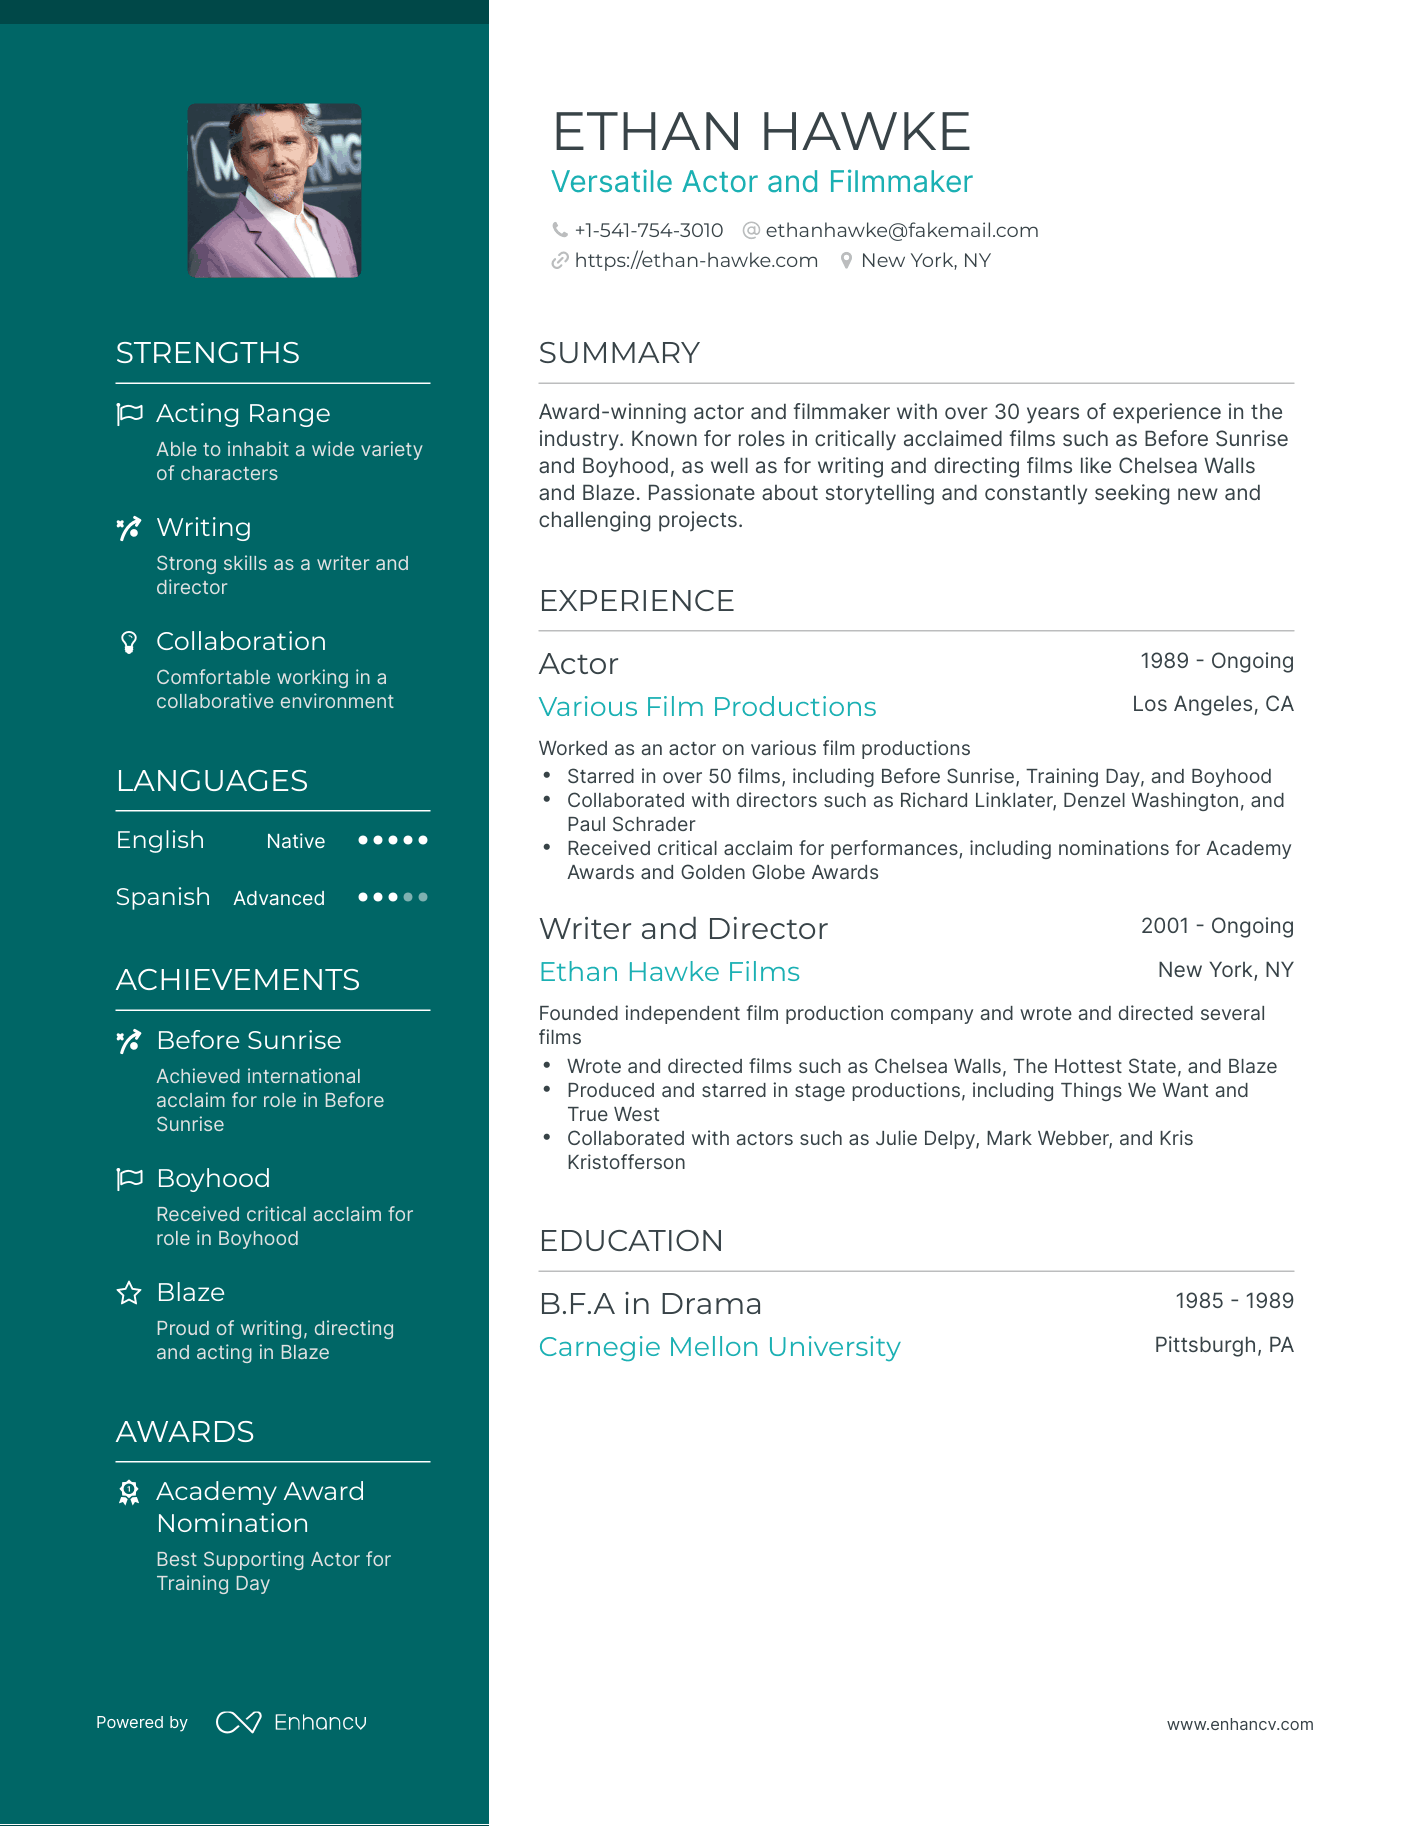 ETHAN HAWKE
Versatile Actor and Filmmaker
+1-541-754-3010 ethanhawke@fakemail.com
https://ethan-hawke.com New York, NY
STRENGTHS
Acting Range
Able to inhabit a wide variety
of characters
Writing
Strong skills as a writer and
director
Collaboration
Comfortable working in a
collaborative environment
LANGUAGES
English Native
Spanish Advanced
ACHIEVEMENTS
Before Sunrise
Achieved international
acclaim for role in Before
Sunrise
Boyhood
Received critical acclaim for
role in Boyhood
Blaze
Proud of writing, directing
and acting in Blaze
AWARDS
Academy Award
Nomination
Best Supporting Actor for
Training Day
SUMMARY
Award-winning actor and filmmaker with over 30 years of experience in the
industry. Known for roles in critically acclaimed films such as Before Sunrise
and Boyhood, as well as for writing and directing films like Chelsea Walls
and Blaze. Passionate about storytelling and constantly seeking new and
challenging projects.
EXPERIENCE
Actor 1989 - Ongoing
Various Film Productions Los Angeles, CA
Worked as an actor on various film productions
• Starred in over 50 films, including Before Sunrise, Training Day, and Boyhood
• Collaborated with directors such as Richard Linklater, Denzel Washington, and
Paul Schrader
• Received critical acclaim for performances, including nominations for Academy
Awards and Golden Globe Awards
Writer and Director 2001 - Ongoing
Ethan Hawke Films New York, NY
Founded independent film production company and wrote and directed several
films
• Wrote and directed films such as Chelsea Walls, The Hottest State, and Blaze
• Produced and starred in stage productions, including Things We Want and
True West
• Collaborated with actors such as Julie Delpy, Mark Webber, and Kris
Kristofferson
EDUCATION
B.F.A in Drama 1985 - 1989
Carnegie Mellon University Pittsburgh, PA
Powered by Enhancv
www.enhancv.com